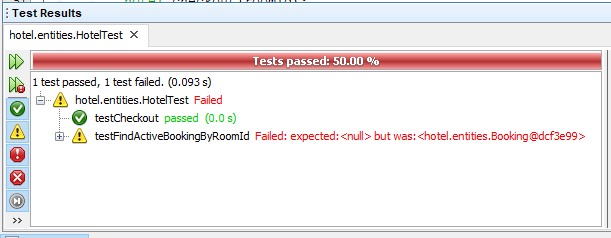 Test Results
hotel.entities.HotelTest
Tests passed: 50.00 %
1 test passed, 1 test failed. (0.093 s)
hotel.entities.HotelTest Failed
testCheckout passed (0.0 s)
testFindActiveBookingByRoomId Failed: expected:<null> but was:<hotel.entities.Booking@dcf3e99>
>>